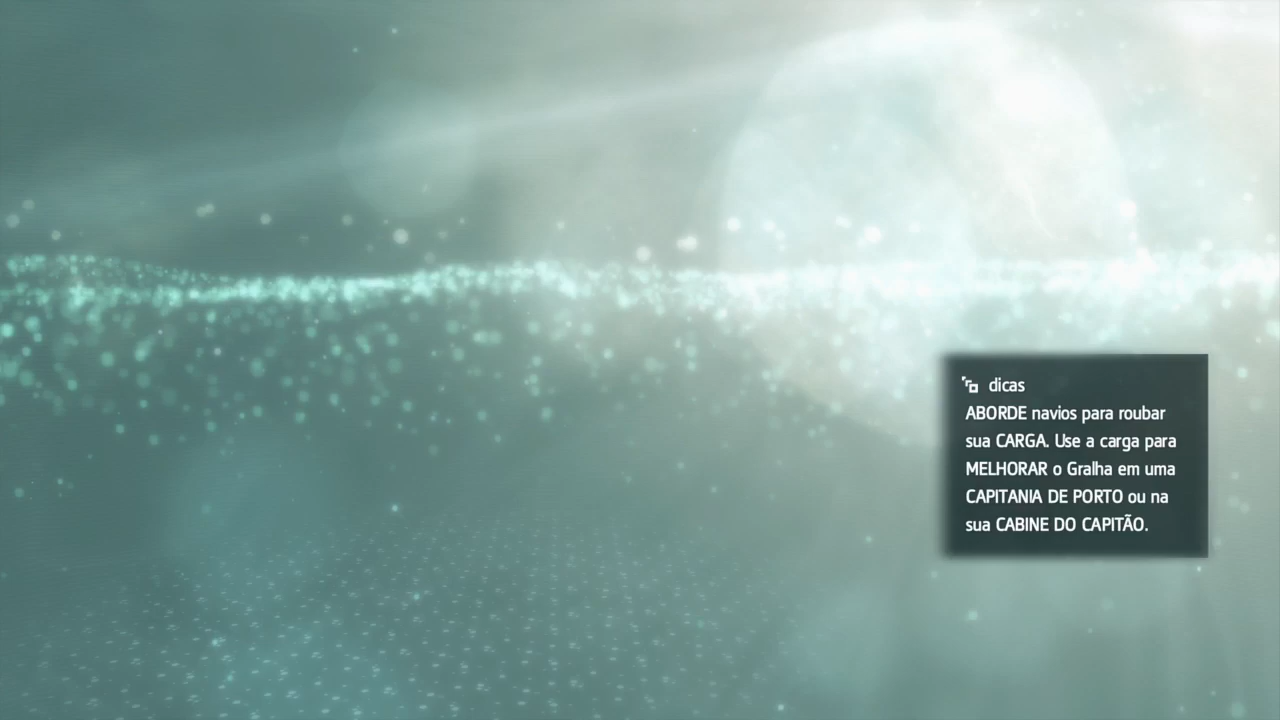 dicas
ABORDE navios para roubar
sua CARGA. Use a carga para
MELHORAR o Gralha em uma
CAPITANIA DE PORTO ou na
sua CABINE DO CAPITÃO.